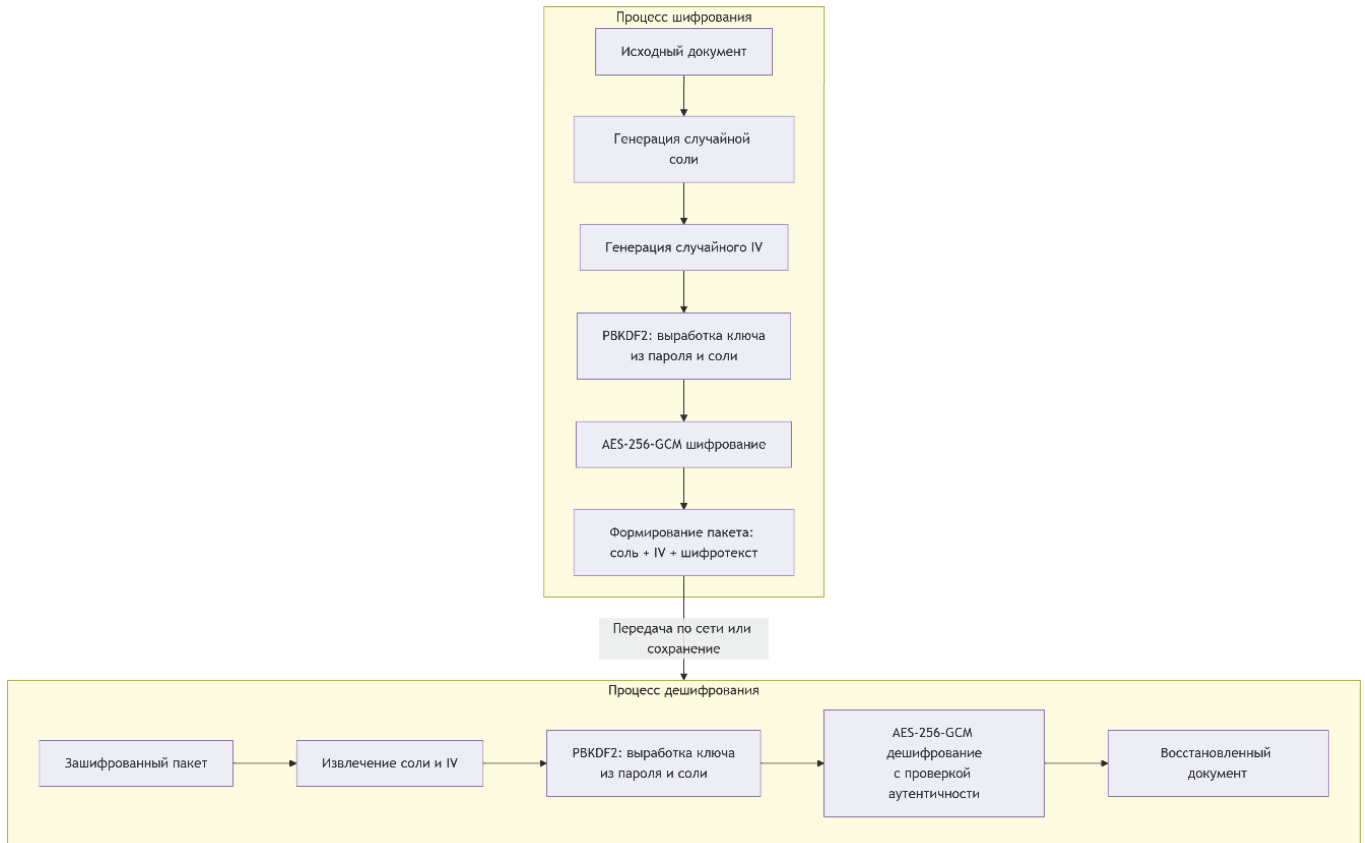 Процесс шифрования
Исходный документ
Генерация случайной
соли
Генерация случайного IV
PBKDF2: выработка ключа
из пароля и соли
AES-256-GCM шифрование
Формирование пакета:
соль + IV + шифротекст
Передача по сети или
сохранение
Процесс дешифрования
Зашифрованный пакет
Извлечение соли и IV
PBKDF2: выработка ключа
из пароля и соли
AES-256-GCM
дешифрование
с проверкой
аутентичности
Восстановленный
документ